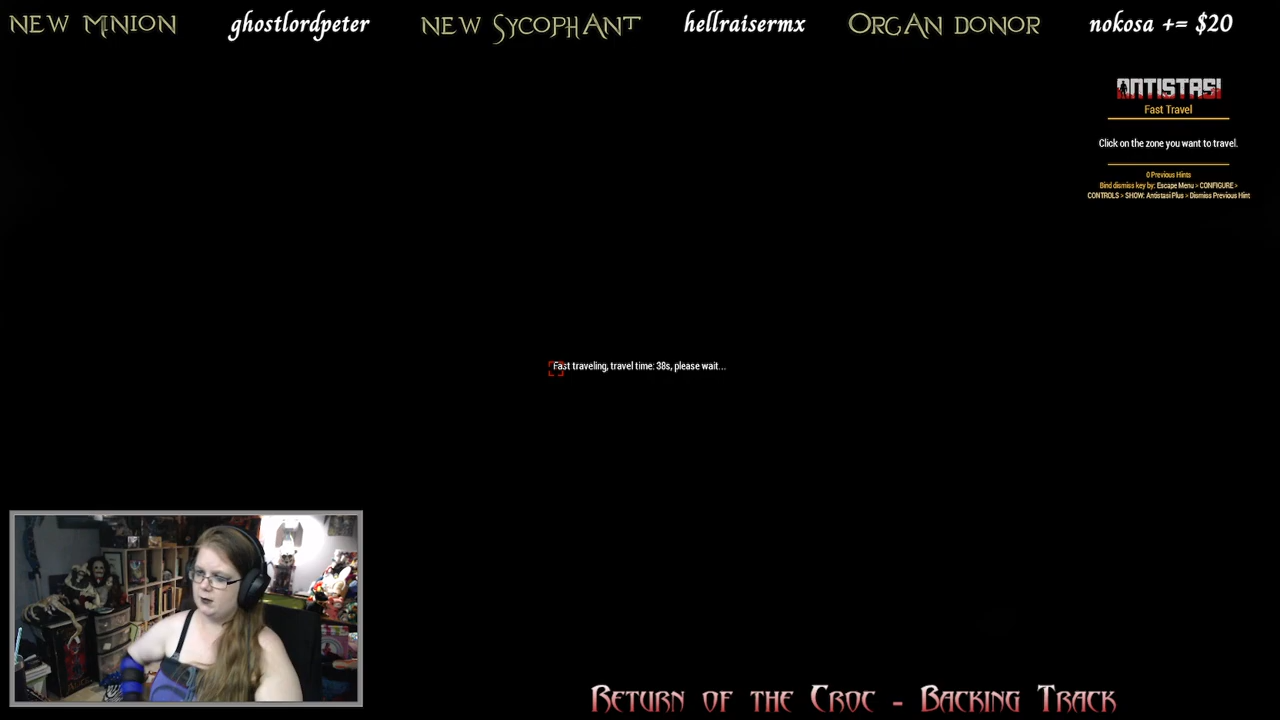 NEW MINION ghostlordpeter NEW SYCOPHANT hellraisermx ORGAN DONOR nokosa += $20
ANTISTASI
Fast Travel
Click on the zone you want to travel.
0 Previous Hints
Bind dismiss key by: Escape Menu > CONFIGURE >
CONTROLS > SHOW: Antistasi Plus > Dismiss Previous Hint
Fast traveling, travel time: 38s, please wait...
RETURN OF THE CROC - BACKING TRACK